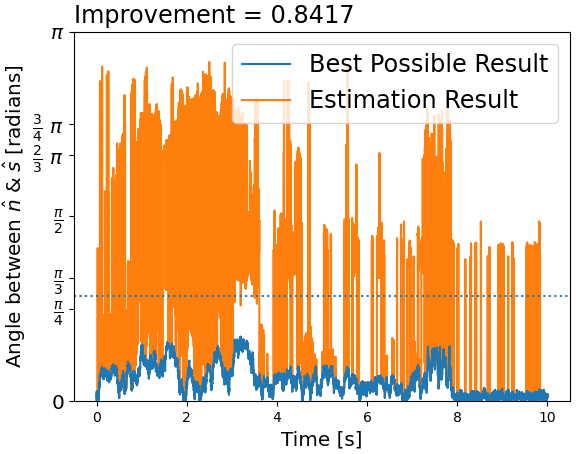 Improvement = 0.8417
Best Possible Result
Estimation Result
Angle between n̂ & ŝ [radians]
π
3/4 π
2/3 π
π/2
π/3
π/4
0
0 2 4 6 8 10
Time [s]